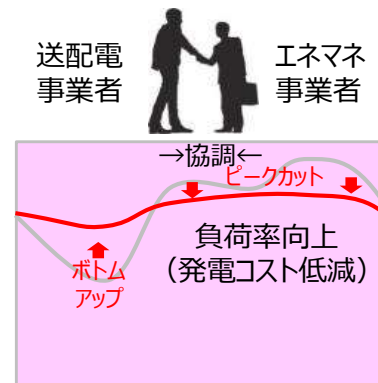 送配電
事業者
エネマネ
事業者
→協調←
ピークカット
負荷率向上
（発電コスト低減）
ボトム
アップ